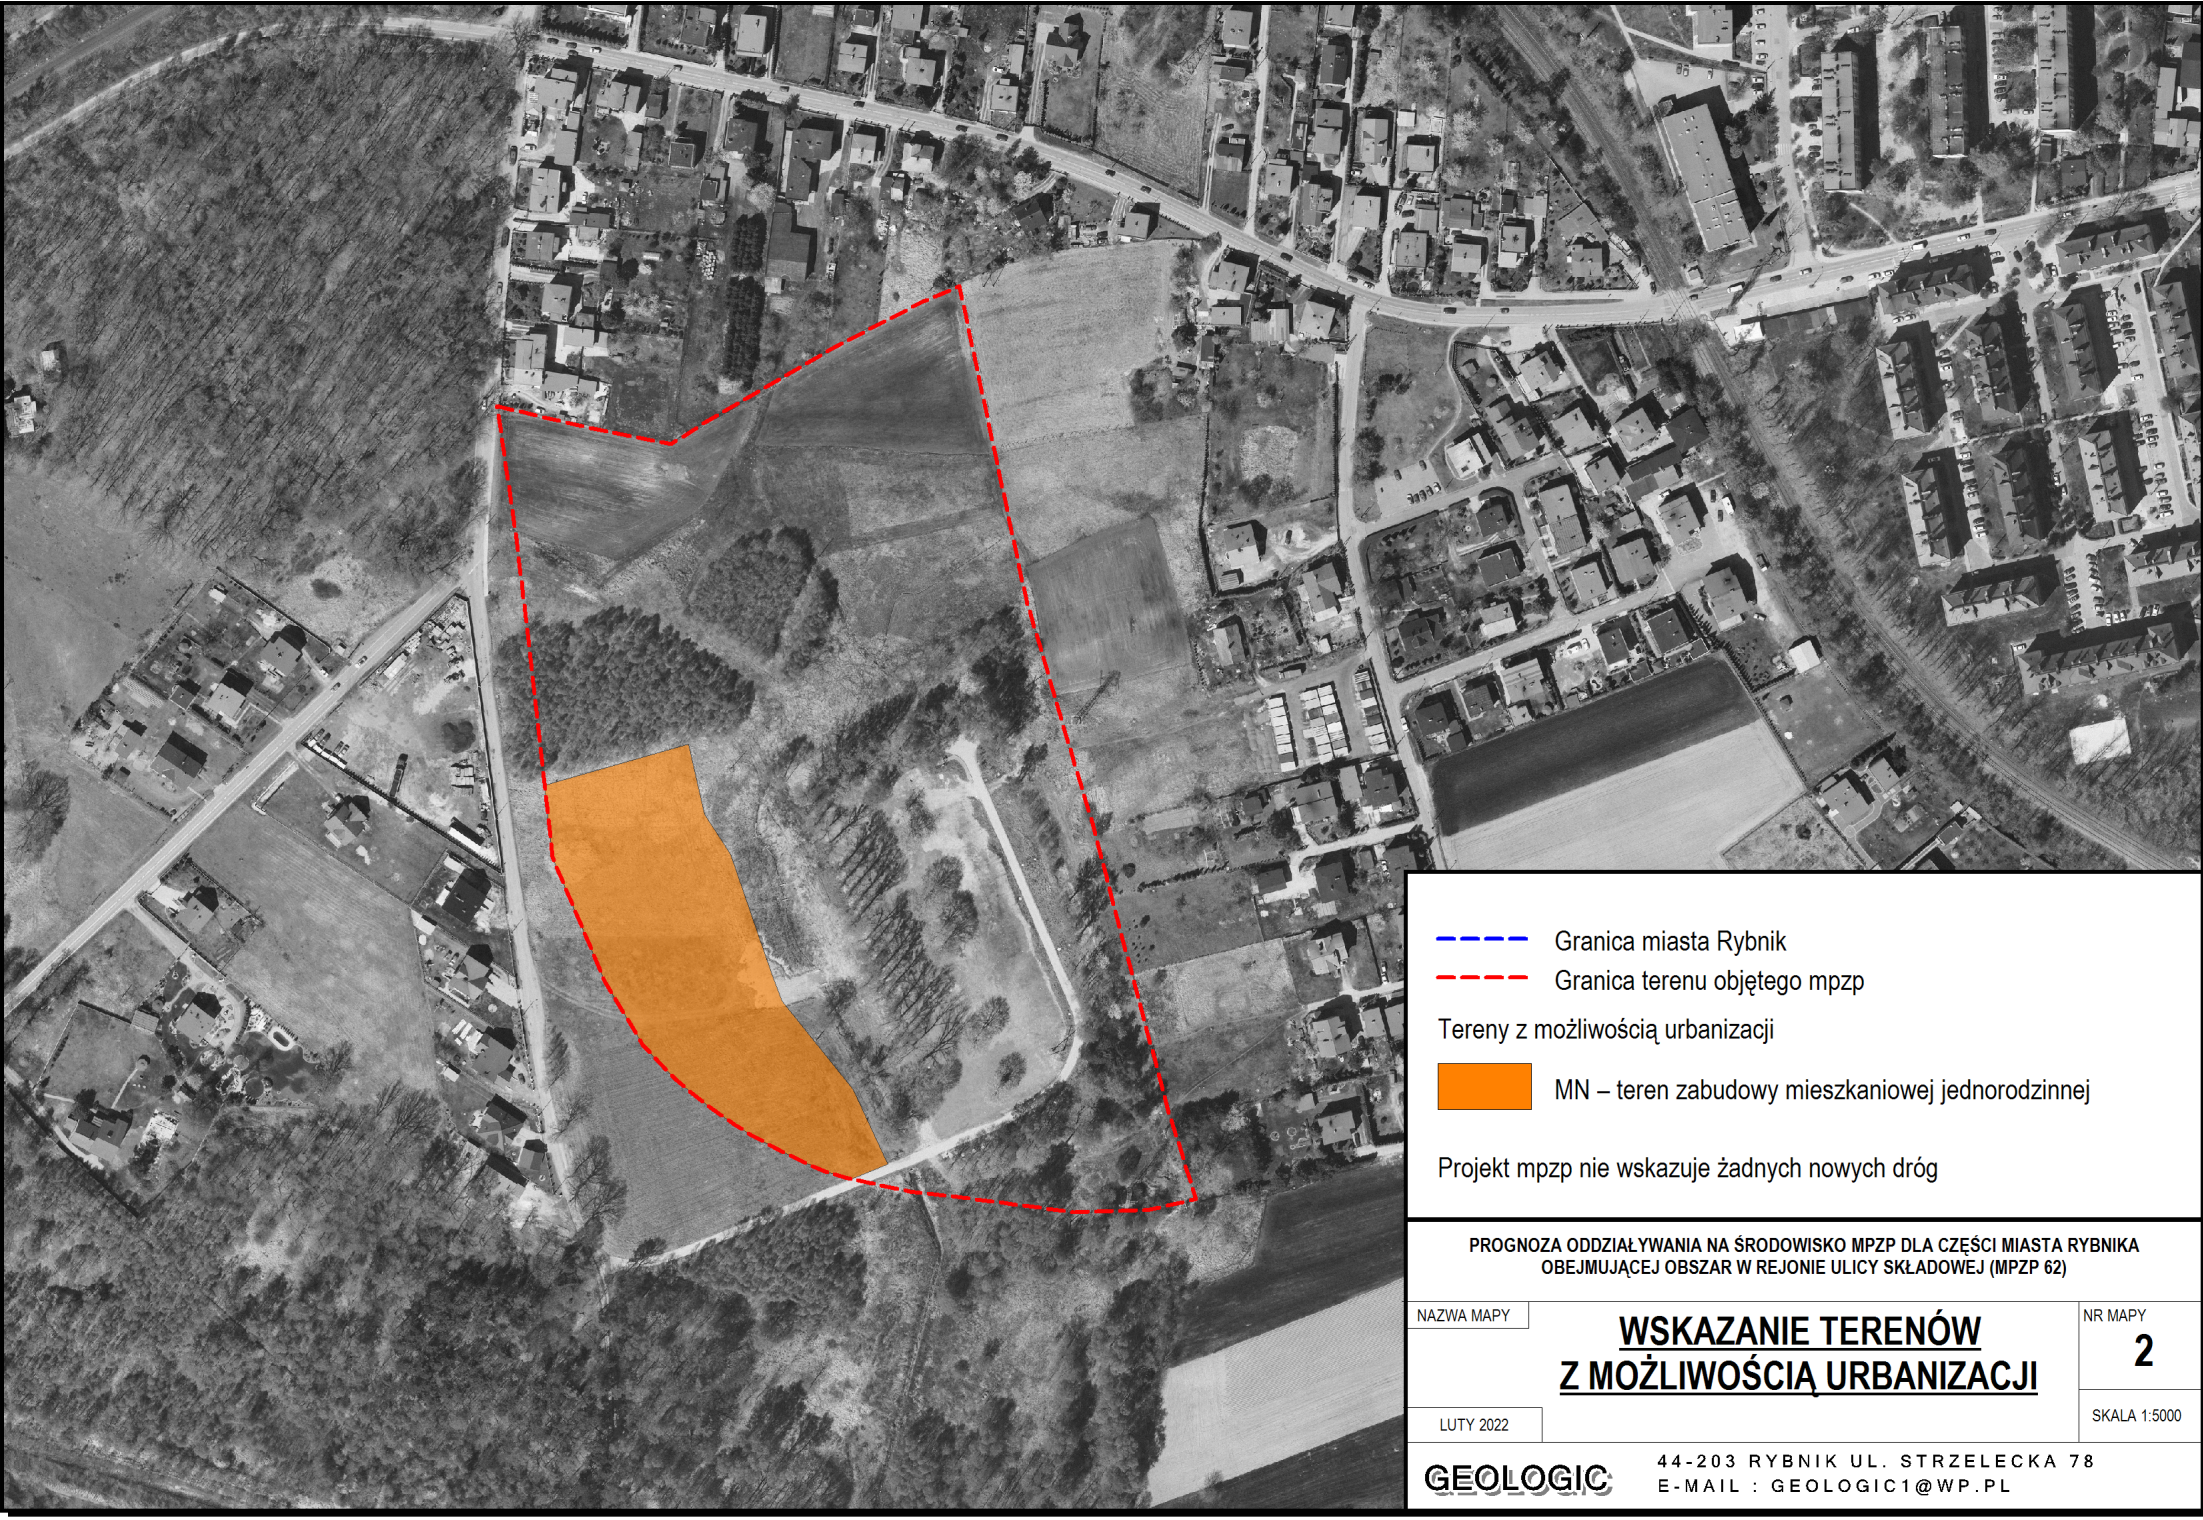 Granica miasta Rybnik
Granica terenu objętego mpzp
Tereny z możliwością urbanizacji
MN – teren zabudowy mieszkaniowej jednorodzinnej
Projekt mpzp nie wskazuje żadnych nowych dróg
PROGNOZA ODDZIAŁYWANIA NA ŚRODOWISKO MPZP DLA CZĘŚCI MIASTA RYBNIKA
OBEJMUJĄCEJ OBSZAR W REJONIE ULICY SKŁADOWEJ (MPZP 62)
NAZWA MAPY
WSKAZANIE TERENÓW
Z MOŻLIWOŚCIĄ URBANIZACJI
NR MAPY
2
LUTY 2022
SKALA 1:5000
GEOLOGIC
44-203 RYBNIK UL. STRZELECKA 78
E-MAIL : GEOLOGIC1@WP.PL